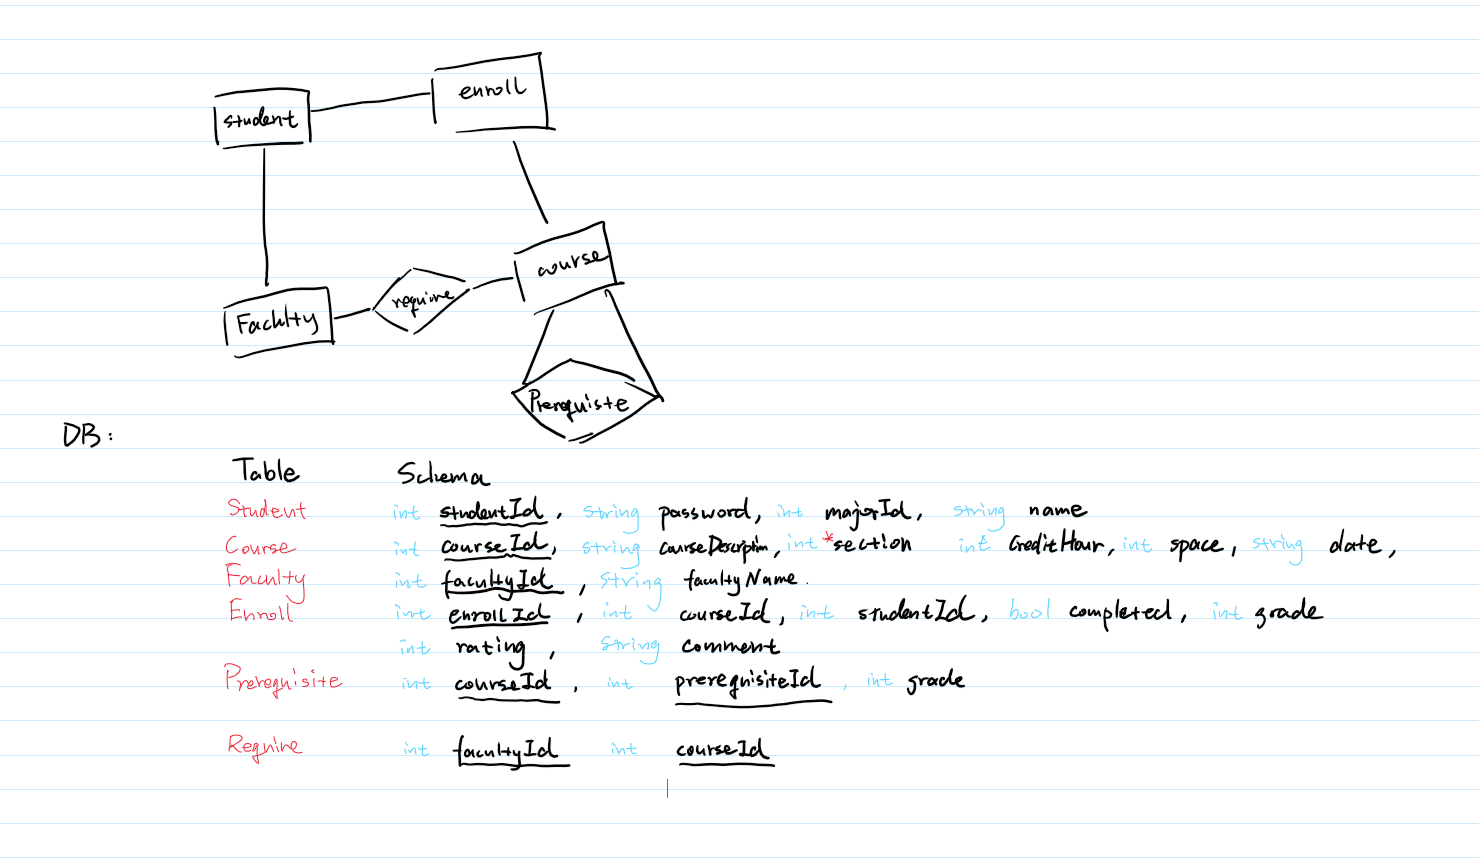 enroll
student
course
require
Faculty
Prerequiste
DB:
Table Schema
Student int studentId, string password, int majorId, string name
Course int courseId, string courseDescription, int *section int CreditHour, int space, string date,
Faculty int facultyId, string facultyName.
Enroll int enrollId, int courseId, int studentId, bool completed, int grade
int rating, string comment
Prerequisite int courseId, int prerequisiteId, int grade
Require int facultyId int courseId